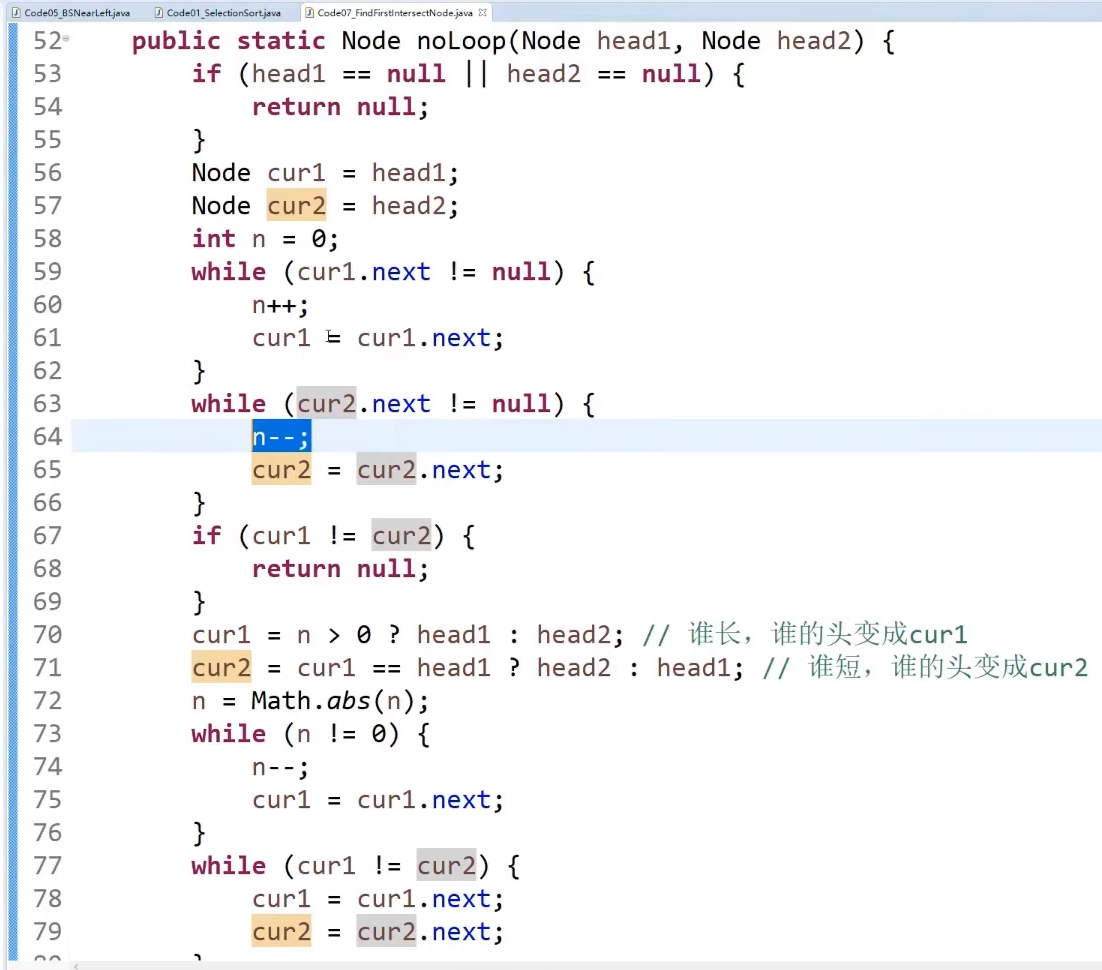 Code05_BSNearLeft.java Code01_SelectionSort.java Code07_FindFirstIntersectNode.java
52 public static Node noLoop(Node head1, Node head2) {
53 if (head1 == null || head2 == null) {
54 return null;
55 }
56 Node cur1 = head1;
57 Node cur2 = head2;
58 int n = 0;
59 while (cur1.next != null) {
60 n++;
61 cur1 = cur1.next;
62 }
63 while (cur2.next != null) {
64 n--;
65 cur2 = cur2.next;
66 }
67 if (cur1 != cur2) {
68 return null;
69 }
70 cur1 = n > 0 ? head1 : head2; // 谁长，谁的头变成cur1
71 cur2 = cur1 == head1 ? head2 : head1; // 谁短，谁的头变成cur2
72 n = Math.abs(n);
73 while (n != 0) {
74 n--;
75 cur1 = cur1.next;
76 }
77 while (cur1 != cur2) {
78 cur1 = cur1.next;
79 cur2 = cur2.next;